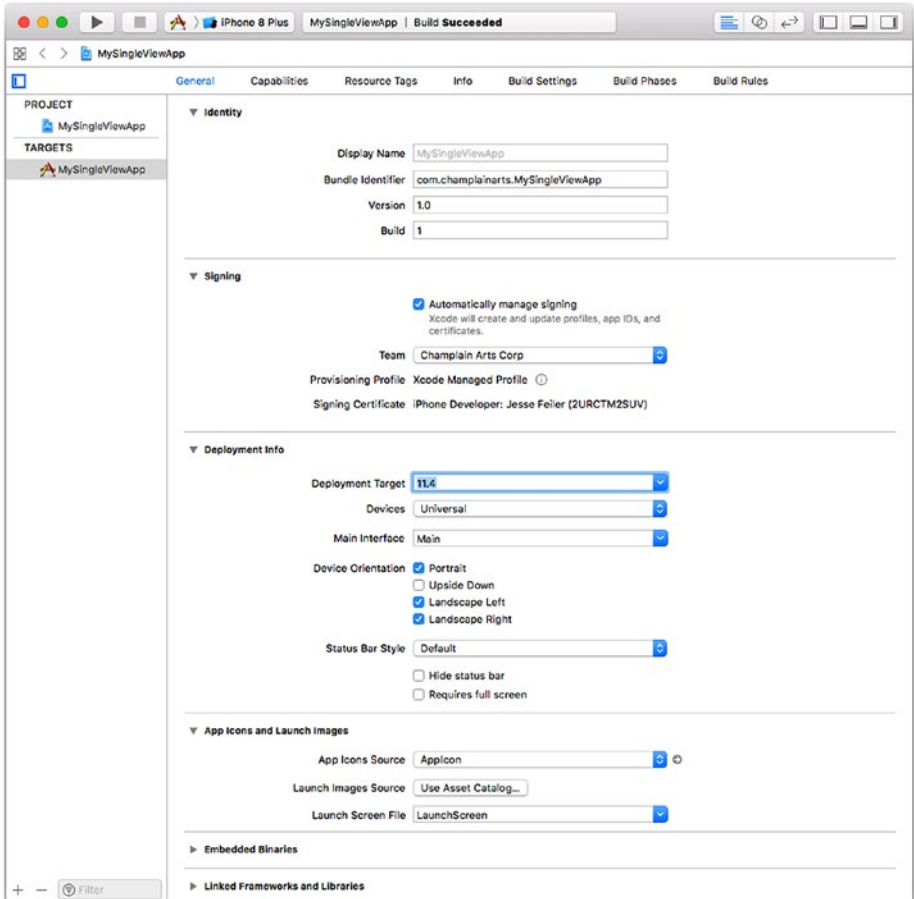 iPhone 8 Plus
MySingleViewApp | Build Succeeded
MySingleViewApp
General Capabilities Resource Tags Info Build Settings Build Phases Build Rules
PROJECT
MySingleViewApp
TARGETS
MySingleViewApp
Identity
Display Name MySingleViewApp
Bundle Identifier com.champlainarts.MySingleViewApp
Version 1.0
Build 1
Signing
Automatically manage signing
Xcode will create and update profiles, app IDs, and
certificates.
Team Champlain Arts Corp
Provisioning Profile Xcode Managed Profile
Signing Certificate iPhone Developer: Jesse Feiler (2URCTM2SUV)
Deployment Info
Deployment Target 11.4
Devices Universal
Main Interface Main
Device Orientation Portrait
Upside Down
Landscape Left
Landscape Right
Status Bar Style Default
Hide status bar
Requires full screen
App Icons and Launch Images
App Icons Source AppIcon
Launch Images Source Use Asset Catalog...
Launch Screen File LaunchScreen
Embedded Binaries
Linked Frameworks and Libraries
Filter